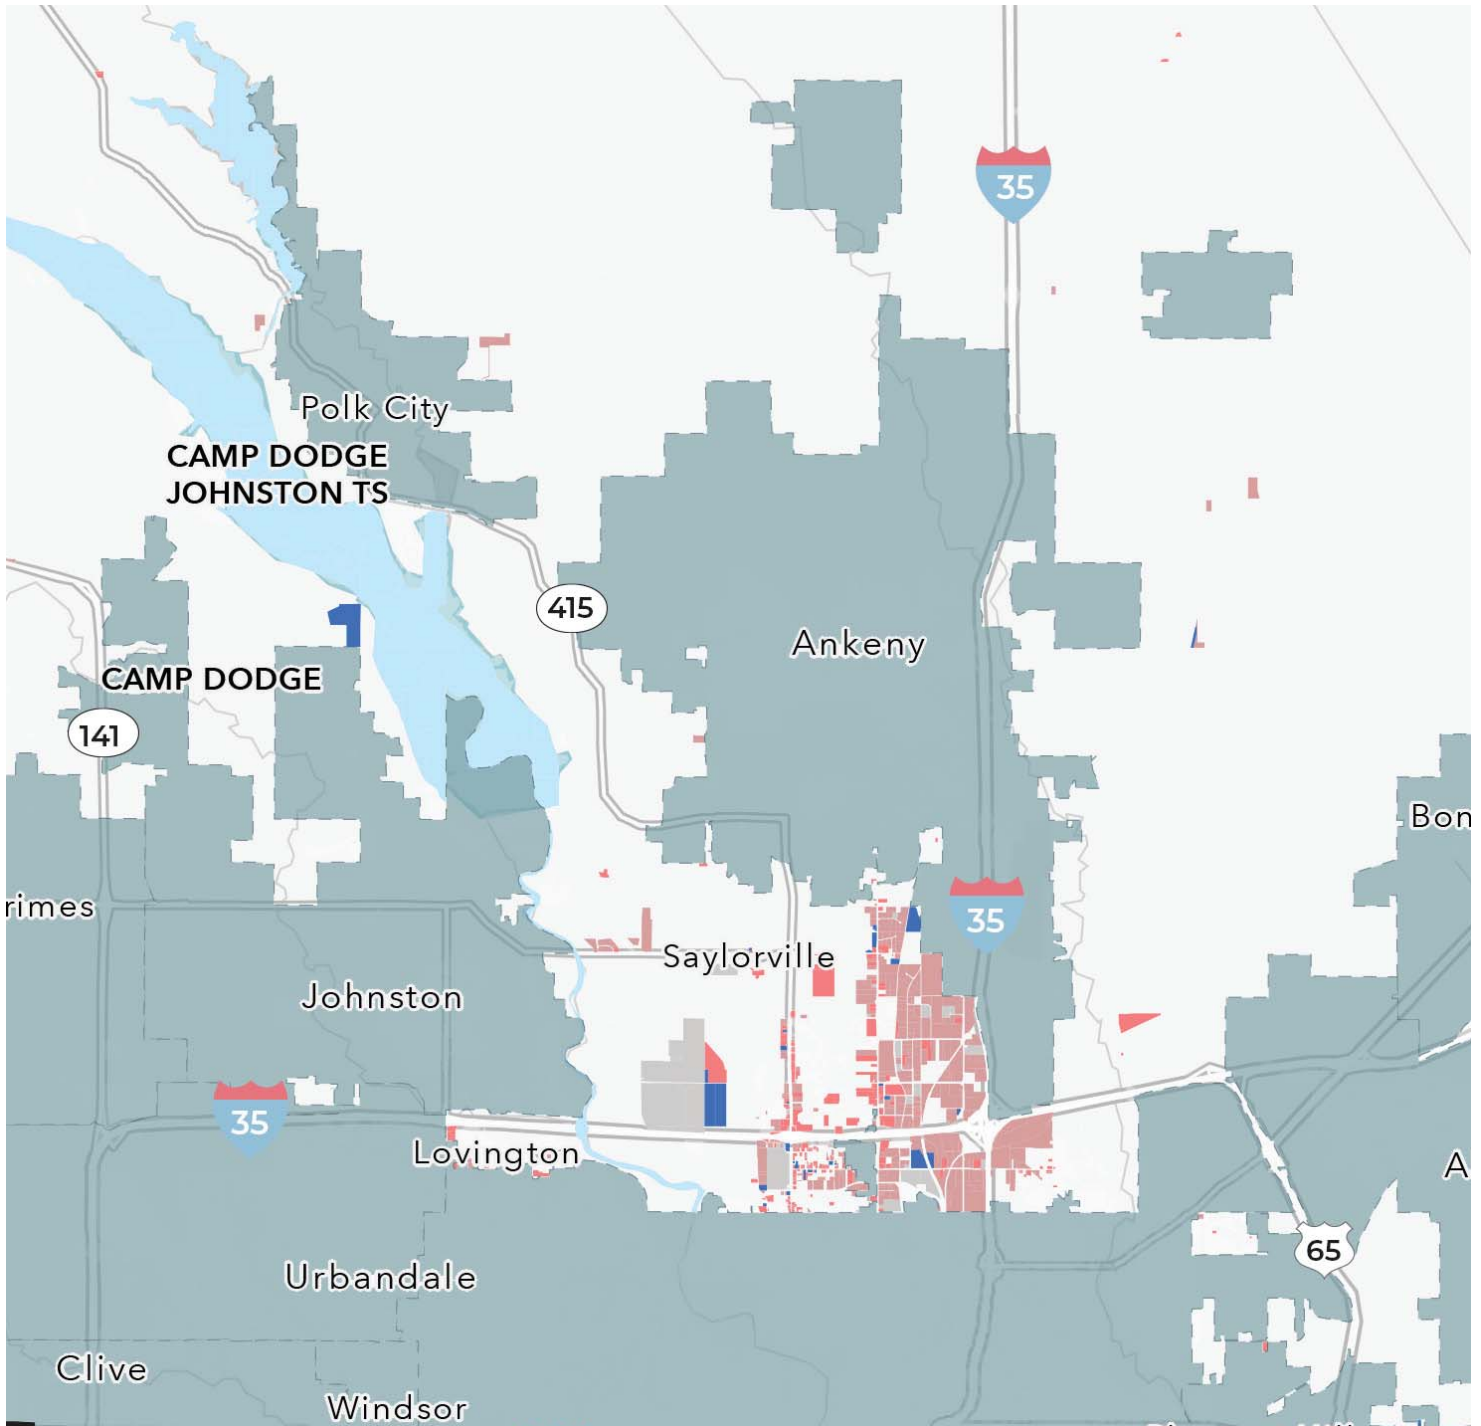 35
Polk City
CAMP DODGE
JOHNSTON TS
415
Ankeny
CAMP DODGE
141
Bon
rimes
35
Saylorville
Johnston
35
Lovington
A
65
Urbandale
Clive
Windsor